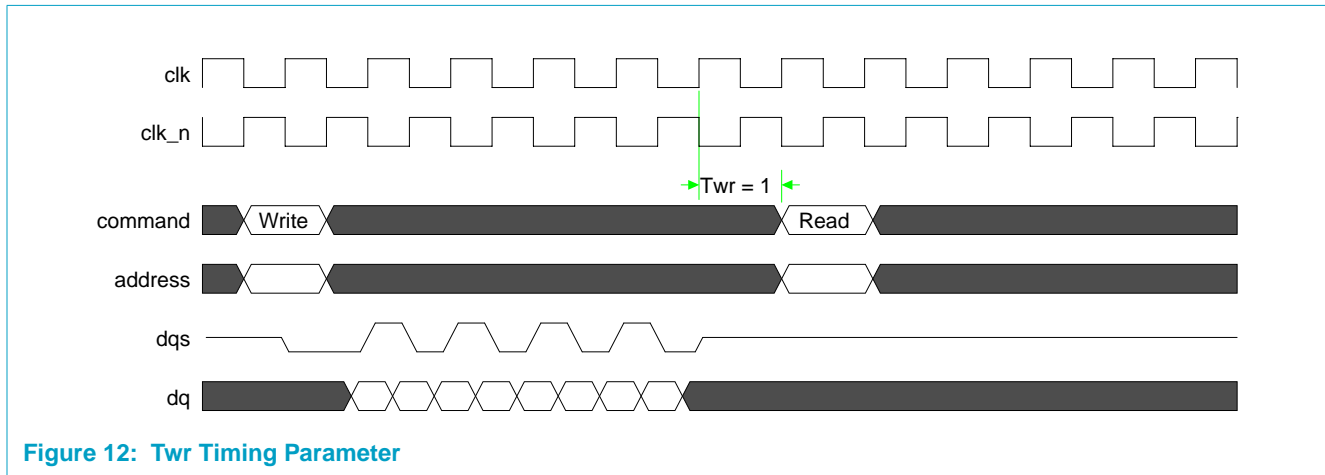 clk
clk_n
Twr = 1
command Write Read
address
dqs
dq
Figure 12: Twr Timing Parameter